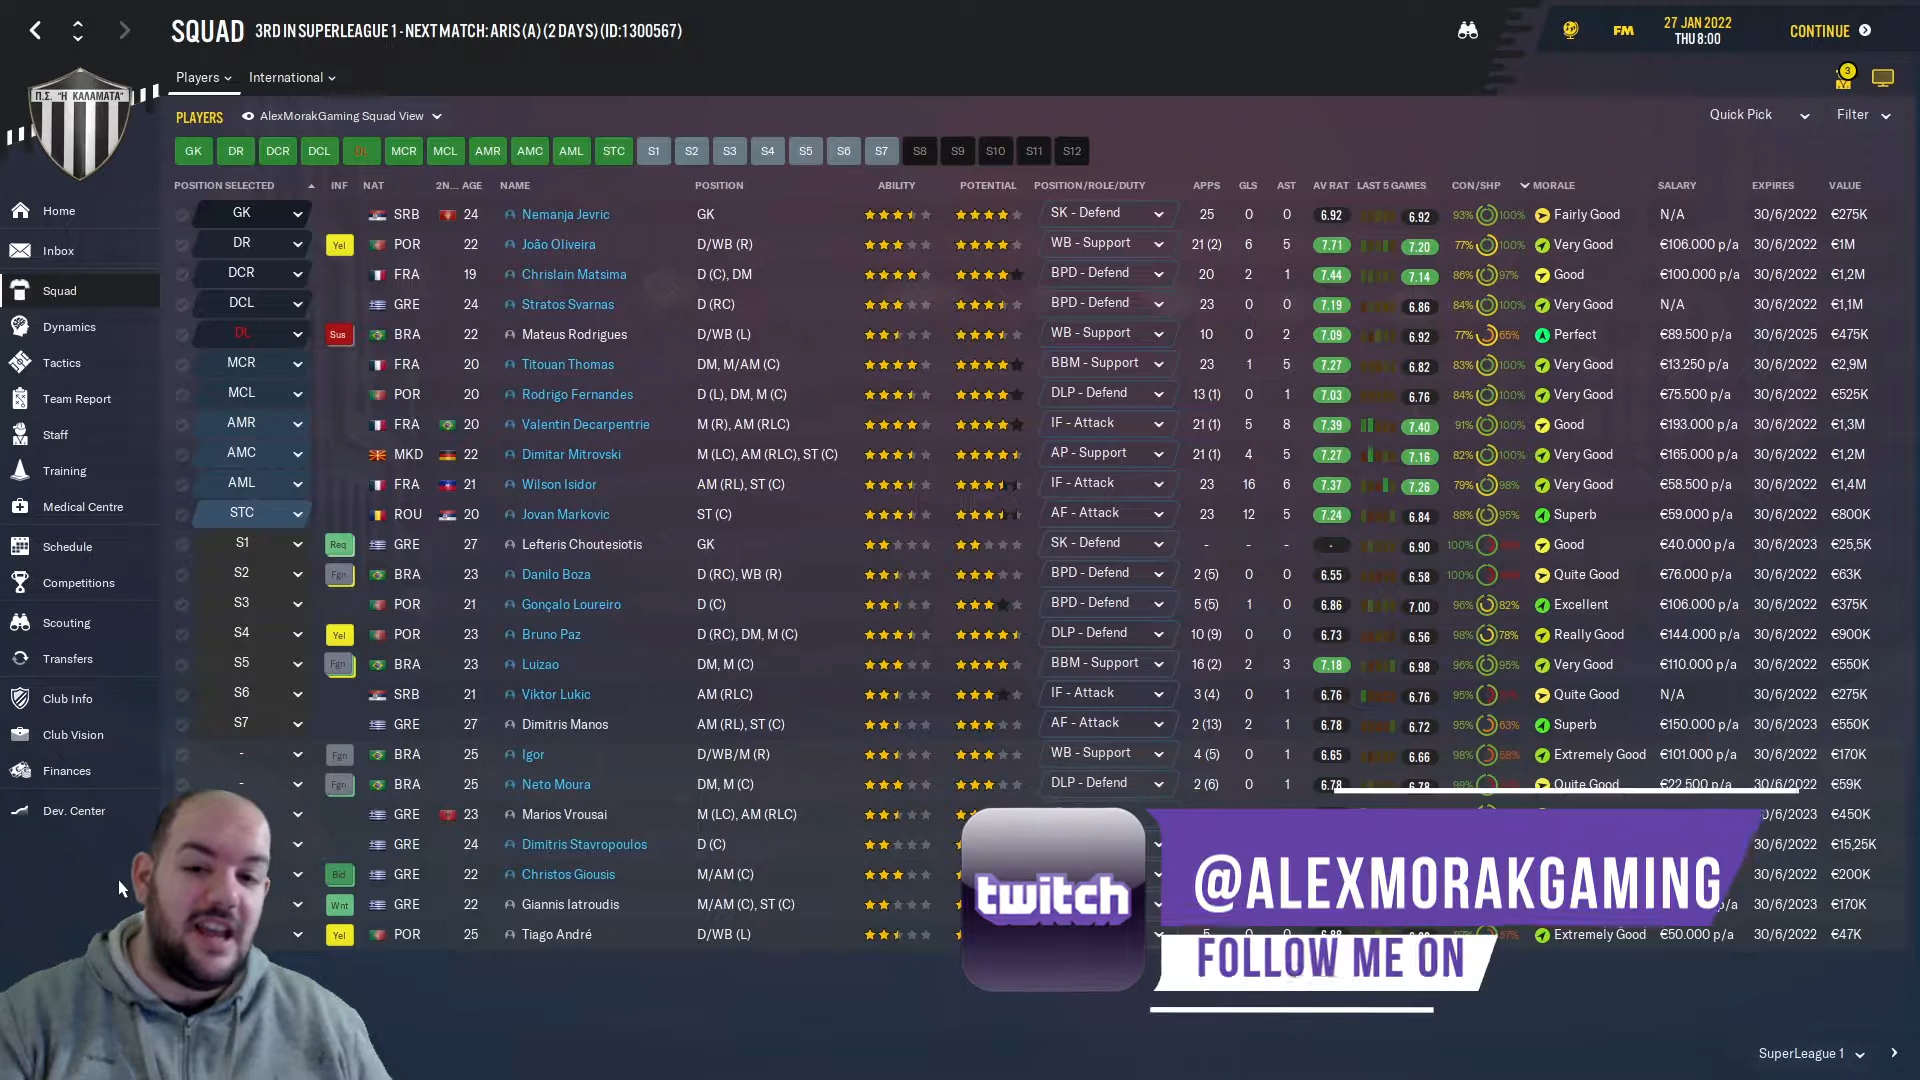 SQUAD 3RD IN SUPERLEAGUE 1 - NEXT MATCH: ARIS (A) (2 DAYS) (ID:1300567)
FM 27 JAN 2022 THU 8:00 CONTINUE
Π.Σ. "Η ΚΑΛΑΜΑΤΑ"
Players International 3
PLAYERS AlexMorakGaming Squad View Quick Pick Filter
GK DR DCR DCL DL MCR MCL AMR AMC AML STC S1 S2 S3 S4 S5 S6 S7 S8 S9 S10 S11 S12
POSITION SELECTED INF NAT 2N... AGE NAME POSITION ABILITY POTENTIAL POSITION/ROLE/DUTY APPS GLS AST AV RAT LAST 5 GAMES CON/SHP MORALE SALARY EXPIRES VALUE
GK SRB 24 Nemanja Jevric GK SK - Defend 25 0 0 6.92 6.92 93% 100% Fairly Good N/A 30/6/2022 €275K
DR Yel POR 22 João Oliveira D/WB (R) WB - Support 21 (2) 6 5 7.71 7.20 77% 100% Very Good €106.000 p/a 30/6/2022 €1M
DCR FRA 19 Chrislain Matsima D (C), DM BPD - Defend 20 2 1 7.44 7.14 86% 97% Good €100.000 p/a 30/6/2022 €1,2M
DCL GRE 24 Stratos Svarnas D (RC) BPD - Defend 23 0 0 7.19 6.86 84% 100% Very Good N/A 30/6/2022 €1,1M
DL Sus BRA 22 Mateus Rodrigues D/WB (L) WB - Support 10 0 2 7.09 6.92 77% 65% Perfect €89.500 p/a 30/6/2025 €475K
MCR FRA 20 Titouan Thomas DM, M/AM (C) BBM - Support 23 1 5 7.27 6.82 83% 100% Very Good €13.250 p/a 30/6/2022 €2,9M
MCL POR 20 Rodrigo Fernandes D (L), DM, M (C) DLP - Defend 13 (1) 0 1 7.03 6.76 84% 100% Very Good €75.500 p/a 30/6/2022 €525K
AMR FRA 20 Valentin Decarpentrie M (R), AM (RLC) IF - Attack 21 (1) 5 8 7.39 7.40 91% 100% Good €193.000 p/a 30/6/2022 €1,3M
AMC MKD 22 Dimitar Mitrovski M (LC), AM (RLC), ST (C) AP - Support 21 (1) 4 5 7.27 7.16 82% 100% Very Good €165.000 p/a 30/6/2022 €1,2M
AML FRA 21 Wilson Isidor AM (RL), ST (C) IF - Attack 23 16 6 7.37 7.26 79% 98% Very Good €58.500 p/a 30/6/2022 €1,4M
STC ROU 20 Jovan Markovic ST (C) AF - Attack 23 12 5 7.24 6.84 88% 95% Superb €59.000 p/a 30/6/2022 €800K
S1 Req GRE 27 Lefteris Choutesiotis GK SK - Defend - - - - 6.90 100% Good €40.000 p/a 30/6/2023 €25,5K
S2 Fgn BRA 23 Danilo Boza D (RC), WB (R) BPD - Defend 2 (5) 0 0 6.55 6.58 100% Quite Good €76.000 p/a 30/6/2022 €63K
S3 POR 21 Gonçalo Loureiro D (C) BPD - Defend 5 (5) 1 0 6.86 7.00 96% 82% Excellent €106.000 p/a 30/6/2022 €375K
S4 Yel POR 23 Bruno Paz D (RC), DM, M (C) DLP - Defend 10 (9) 0 0 6.73 6.56 98% 78% Really Good €144.000 p/a 30/6/2022 €900K
S5 Fgn BRA 23 Luizao DM, M (C) BBM - Support 16 (2) 2 3 7.18 6.98 96% 95% Very Good €110.000 p/a 30/6/2022 €550K
S6 SRB 21 Viktor Lukic AM (RLC) IF - Attack 3 (4) 0 1 6.76 6.76 95% Quite Good N/A 30/6/2022 €275K
S7 GRE 27 Dimitris Manos AM (RL), ST (C) AF - Attack 2 (13) 2 1 6.78 6.72 95% 63% Superb €150.000 p/a 30/6/2023 €550K
- Fgn BRA 25 Igor D/WB/M (R) WB - Support 4 (5) 0 1 6.65 6.66 98% Extremely Good €101.000 p/a 30/6/2022 €170K
- Fgn BRA 25 Neto Moura DM, M (C) DLP - Defend 2 (6) 0 1 6.78 6.78 99% Quite Good €22.500 p/a 30/6/2022 €59K
GRE 23 Marios Vrousai M (LC), AM (RLC) 0/6/2023 €450K
GRE 24 Dimitris Stavropoulos D (C) 30/6/2022 €15,25K
Bid GRE 22 Christos Giousis M/AM (C) 30/6/2022 €200K
Wnt GRE 22 Giannis Iatroudis M/AM (C), ST (C) p/a 30/6/2023 €170K
Yel POR 25 Tiago André D/WB (L) Extremely Good €50.000 p/a 30/6/2022 €47K
Home
Inbox
Squad
Dynamics
Tactics
Team Report
Staff
Training
Medical Centre
Schedule
Competitions
Scouting
Transfers
Club Info
Club Vision
Finances
Dev. Center
twitch
@ALEXMORAKGAMING
FOLLOW ME ON
SuperLeague 1